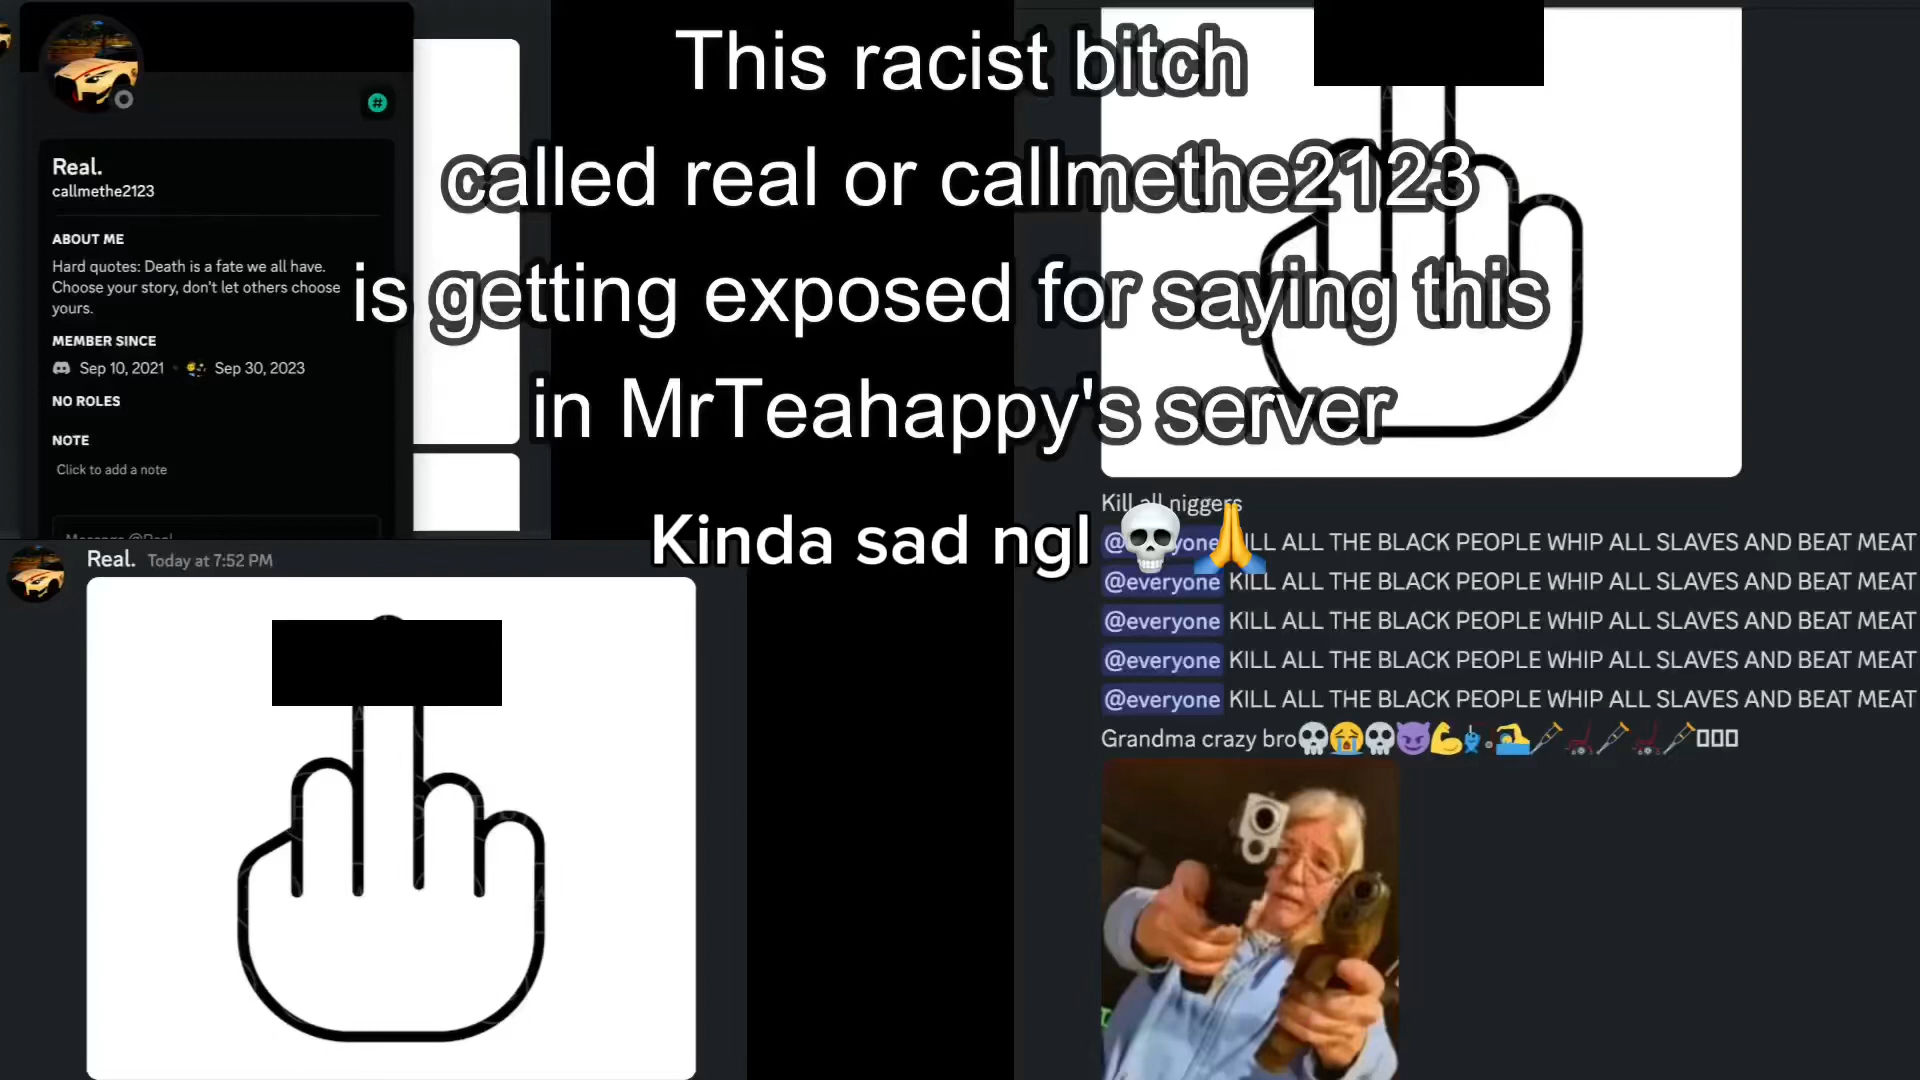 This racist bitch
called real or callmethe2123
is getting exposed for saying this
in MrTeahappy's server
Kinda sad ngl 💀🙏
Real.
callmethe2123
ABOUT ME
Hard quotes: Death is a fate we all have.
Choose your story, don't let others choose
yours.
MEMBER SINCE
Sep 10, 2021 • Sep 30, 2023
NO ROLES
NOTE
Click to add a note
Real. Today at 7:52 PM
Kill all niggers
@everyone KILL ALL THE BLACK PEOPLE WHIP ALL SLAVES AND BEAT MEAT
@everyone KILL ALL THE BLACK PEOPLE WHIP ALL SLAVES AND BEAT MEAT
@everyone KILL ALL THE BLACK PEOPLE WHIP ALL SLAVES AND BEAT MEAT
@everyone KILL ALL THE BLACK PEOPLE WHIP ALL SLAVES AND BEAT MEAT
@everyone KILL ALL THE BLACK PEOPLE WHIP ALL SLAVES AND BEAT MEAT
Grandma crazy bro💀😭💀😈💪